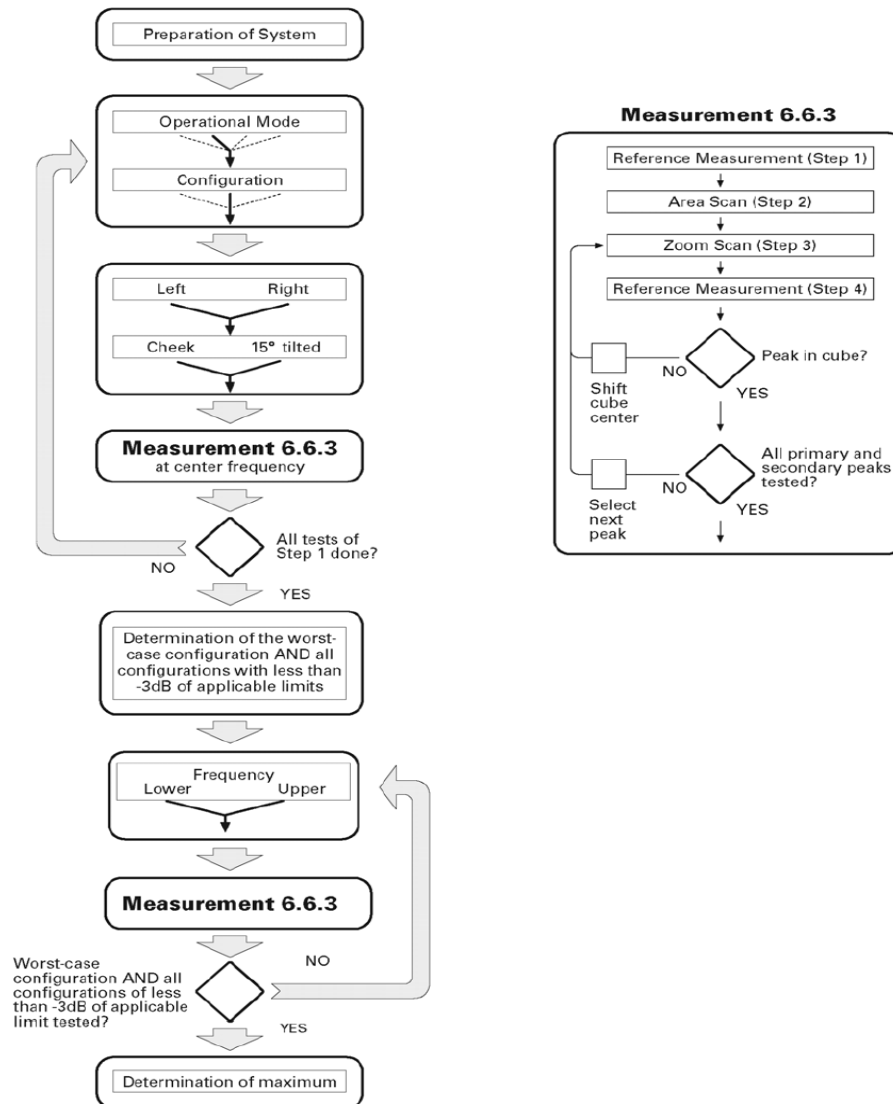 Preparation of System
Operational Mode
Configuration
Left Right
Cheek 15° tilted
Measurement 6.6.3
at center frequency
All tests of
Step 1 done?
NO
YES
Determination of the worst-
case configuration AND all
configurations with less than
-3dB of applicable limits
Frequency
Lower Upper
Measurement 6.6.3
Worst-case
configuration AND all
configurations of less
than -3dB of applicable
limit tested?
NO
YES
Determination of maximum
Measurement 6.6.3
Reference Measurement (Step 1)
Area Scan (Step 2)
Zoom Scan (Step 3)
Reference Measurement (Step 4)
Peak in cube?
NO
YES
Shift
cube
center
All primary and
secondary peaks
tested?
NO
YES
Select
next
peak